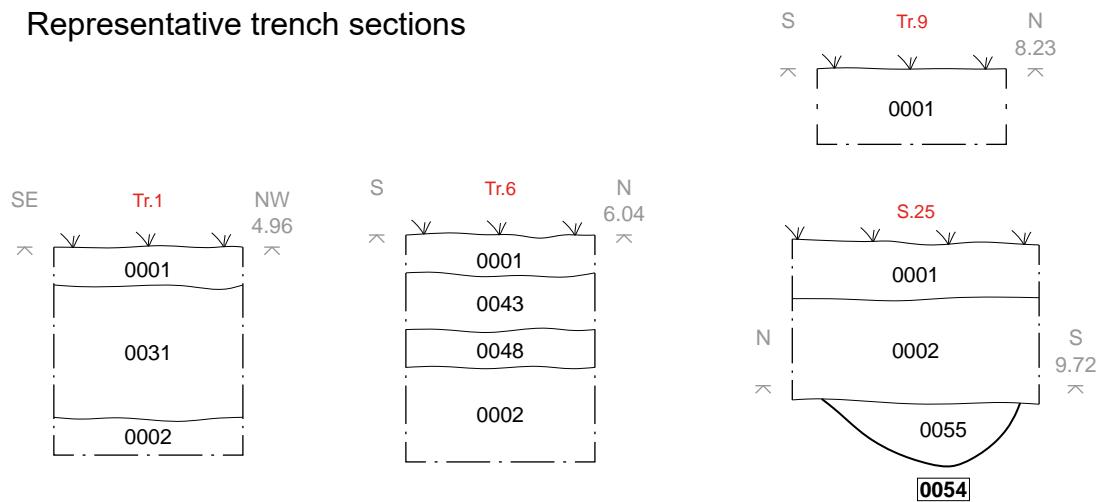 Representative trench sections
S Tr.9 N
8.23
0001
SE Tr.1 NW
4.96
0001
0031
0002
S Tr.6 N
6.04
0001
0043
0048
0002
S.25
0001
N 0002 S
9.72
0055
0054